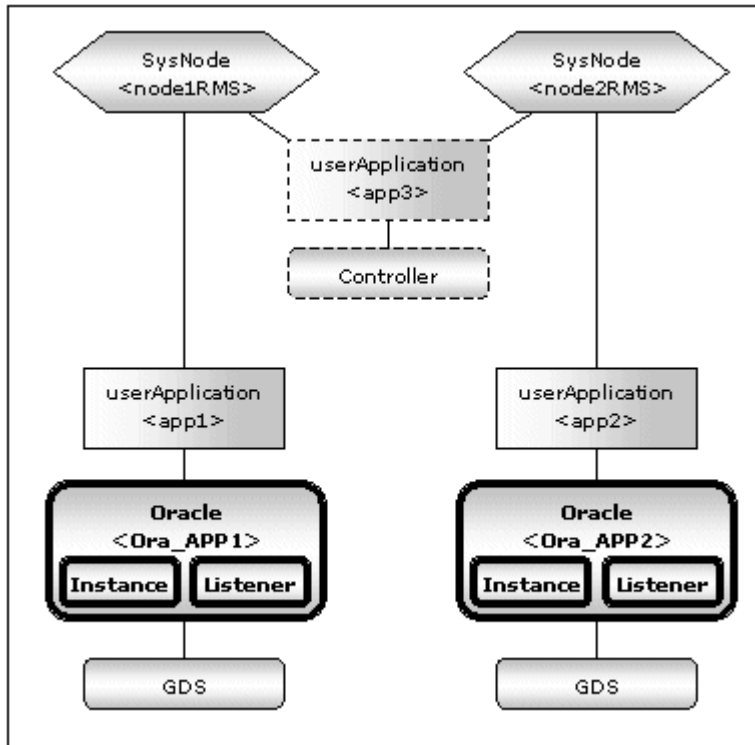 SysNode
<node1RMS>
SysNode
<node2RMS>
userApplication
<app3>
Controller
userApplication
<app1>
userApplication
<app2>
Oracle
<Ora_APP1>
Instance
Listener
Oracle
<Ora_APP2>
Instance
Listener
GDS
GDS